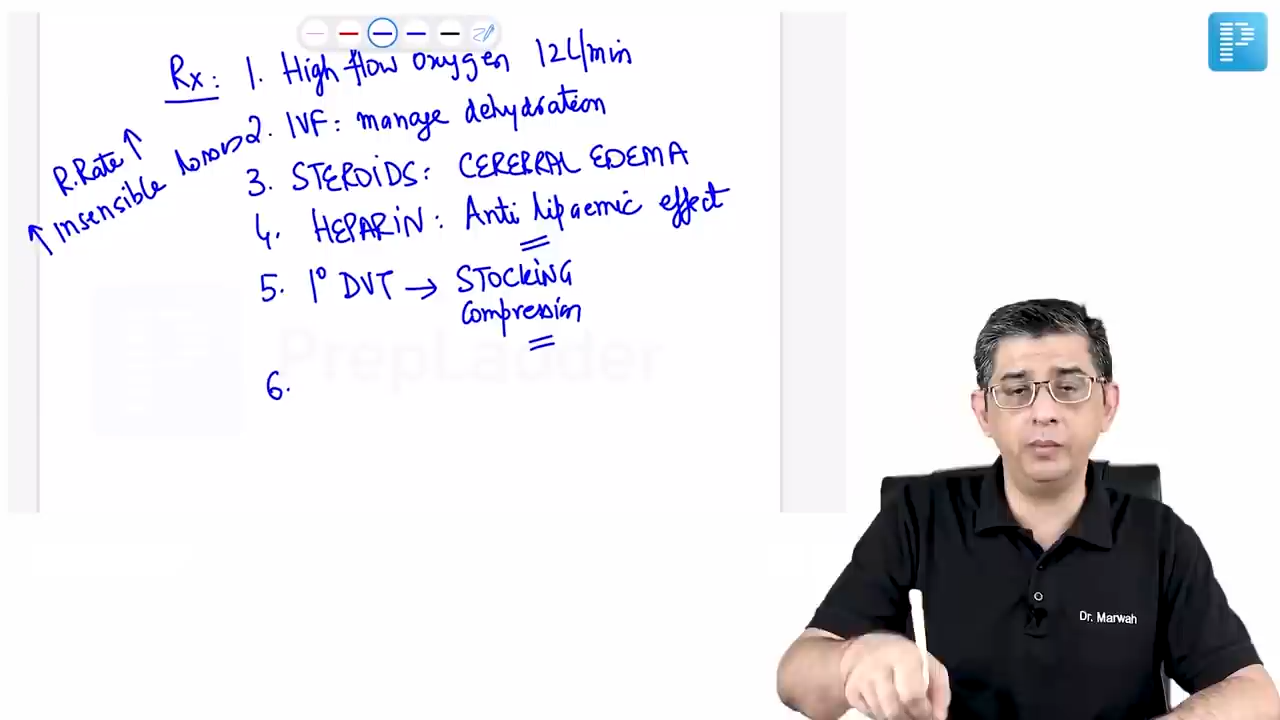 Rx: 1. High flow oxygen 12L/min
2. IVF: manage dehydration
R.Rate ↑
↑ insensible losses
3. STEROIDS: CEREBRAL EDEMA
4. HEPARIN: Anti lipaemic effect
5. 1° DVT → STOCKING
Compression
6.
PrepLadder
Dr. Marwah